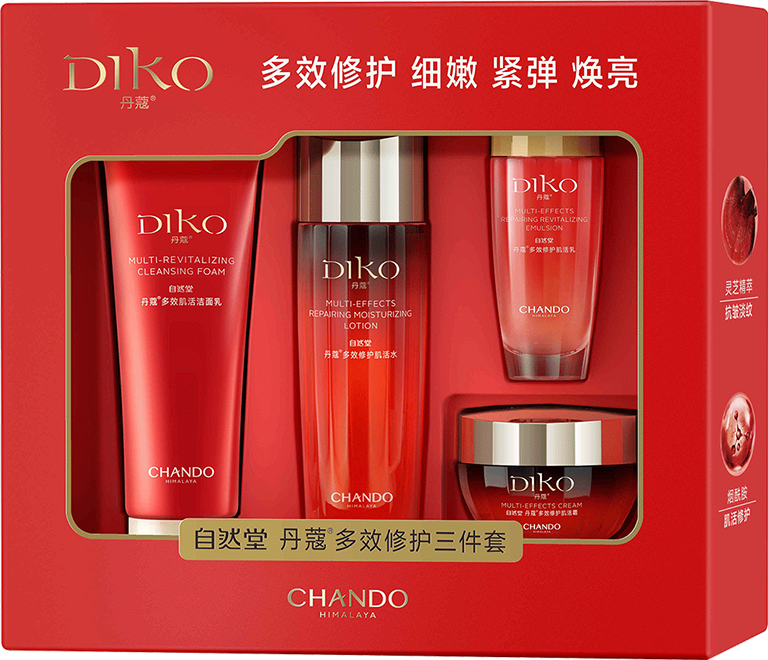 DIKO
丹蔻®
多效修护 细嫩 紧弹 焕亮
DIKO
丹蔻®
MULTI-REVITALIZING
CLEANSING FOAM
自然堂
丹蔻®多效肌活洁面乳
CHANDO
HIMALAYA
DIKO
丹蔻®
MULTI-EFFECTS
REPAIRING MOISTURIZING
LOTION
自然堂
丹蔻®多效修护肌活水
CHANDO
HIMALAYA
DIKO
丹蔻®
MULTI-EFFECTS
REPAIRING REVITALIZING
EMULSION
自然堂
丹蔻®多效修护肌活乳
CHANDO
HIMALAYA
DIKO
丹蔻®
MULTI-EFFECTS CREAM
自然堂 丹蔻®多效修护肌活霜
CHANDO
HIMALAYA
灵芝精萃
抗皱淡纹
烟酰胺
肌活修护
自然堂 丹蔻®多效修护三件套
CHANDO
HIMALAYA